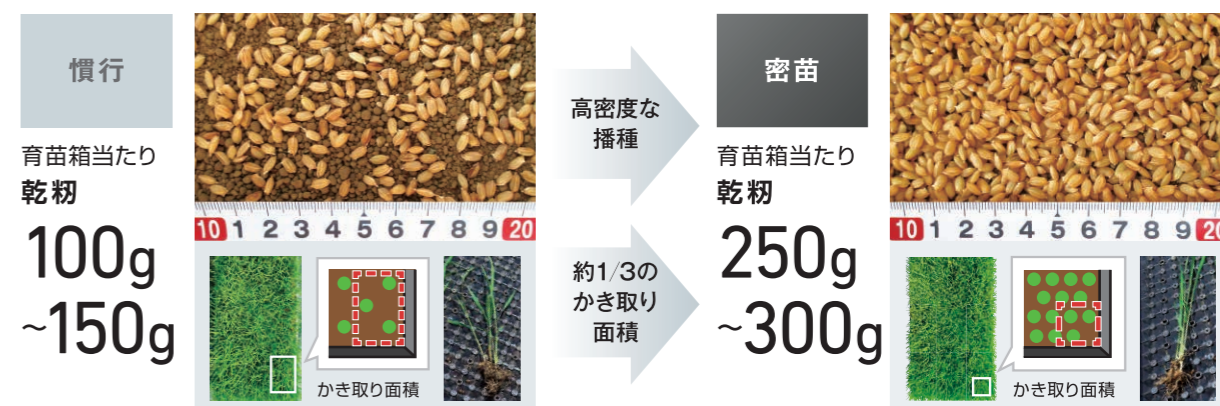 慣行
育苗箱当たり
乾籾
100g
~150g
10 1 2 3 4 5 6 7 8 9 20
かき取り面積
高密度な
播種
約1/3の
かき取り
面積
密苗
育苗箱当たり
乾籾
250g
~300g
10 1 2 3 4 5 6 7 8 9 20
かき取り面積